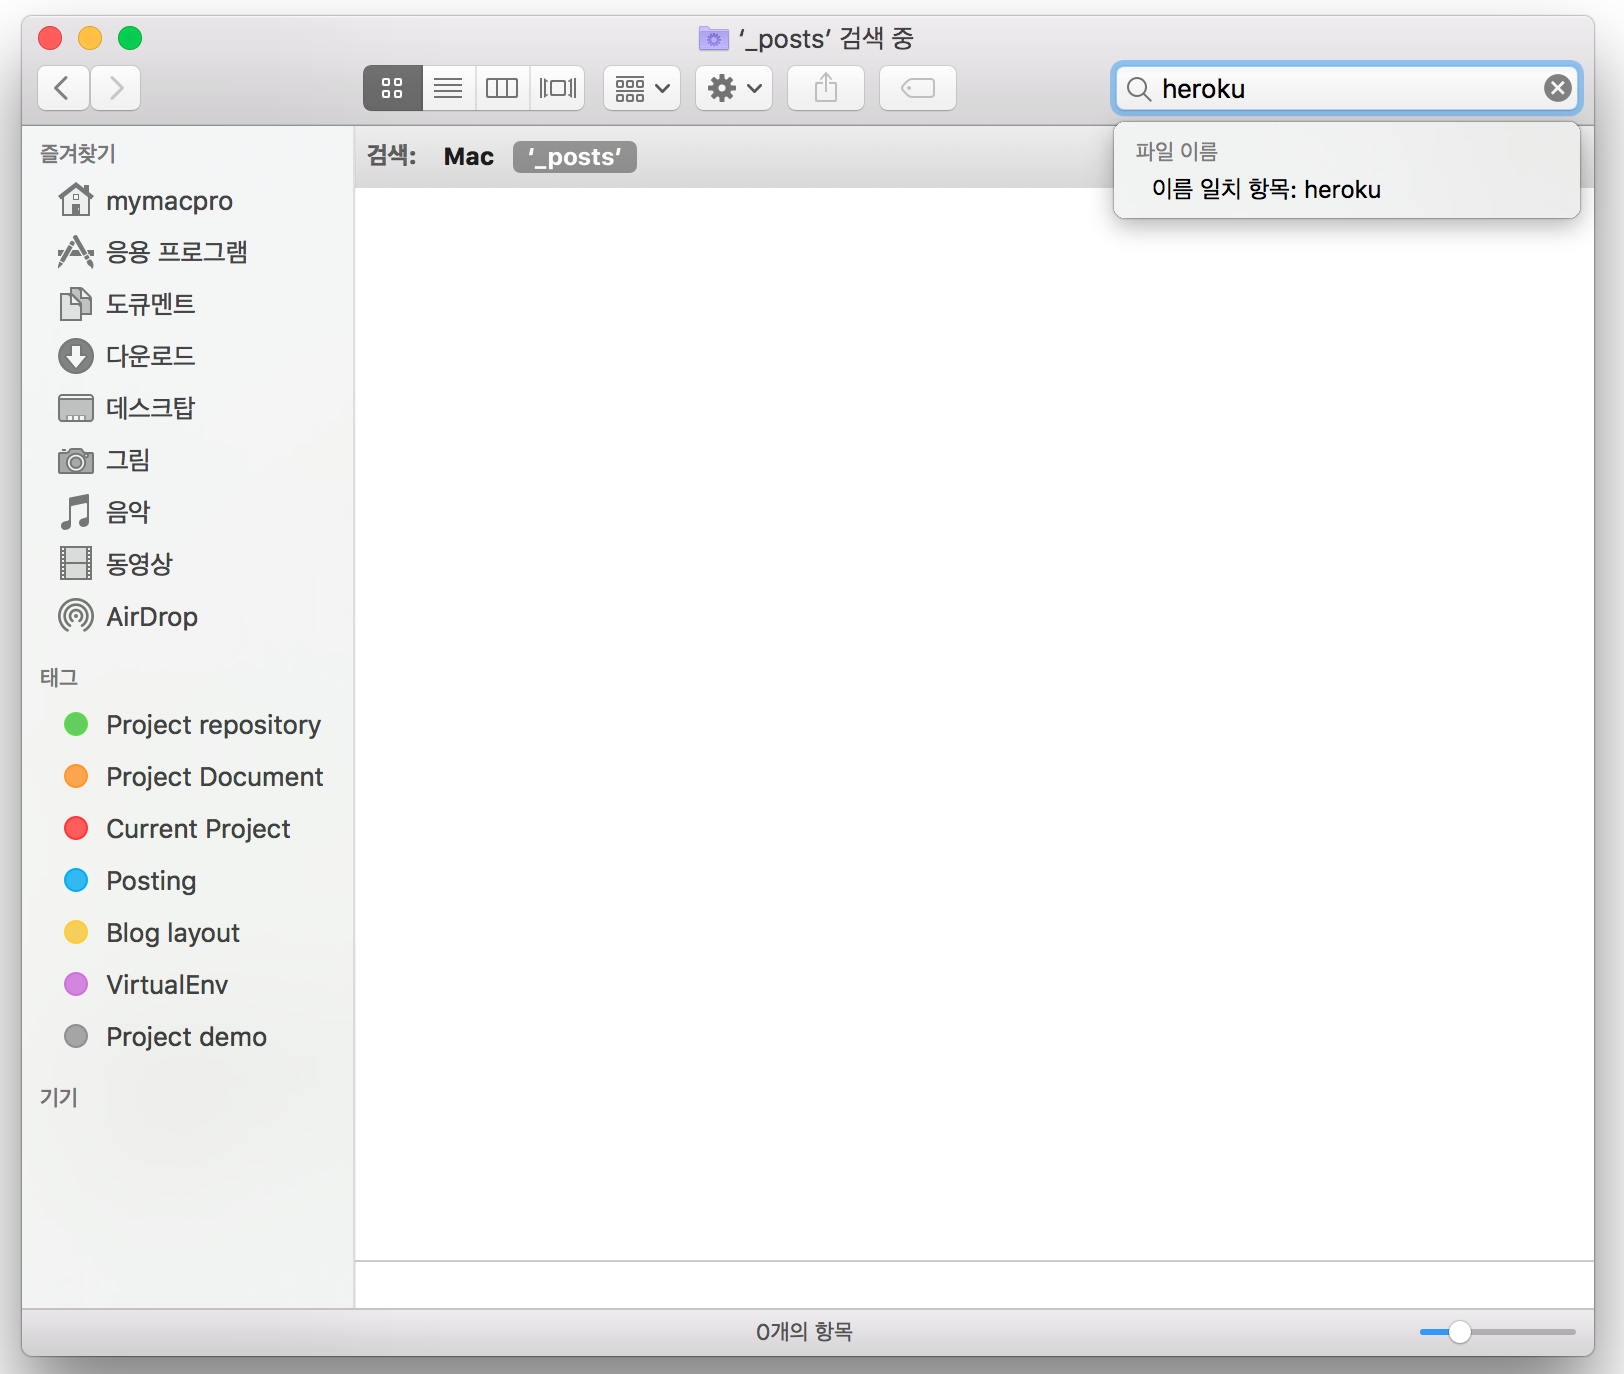 ‘_posts’ 검색 중
heroku
파일 이름
이름 일치 항목: heroku
검색: Mac ‘_posts’
즐겨찾기
mymacpro
응용 프로그램
도큐멘트
다운로드
데스크탑
그림
음악
동영상
AirDrop
태그
Project repository
Project Document
Current Project
Posting
Blog layout
VirtualEnv
Project demo
기기
0개의 항목